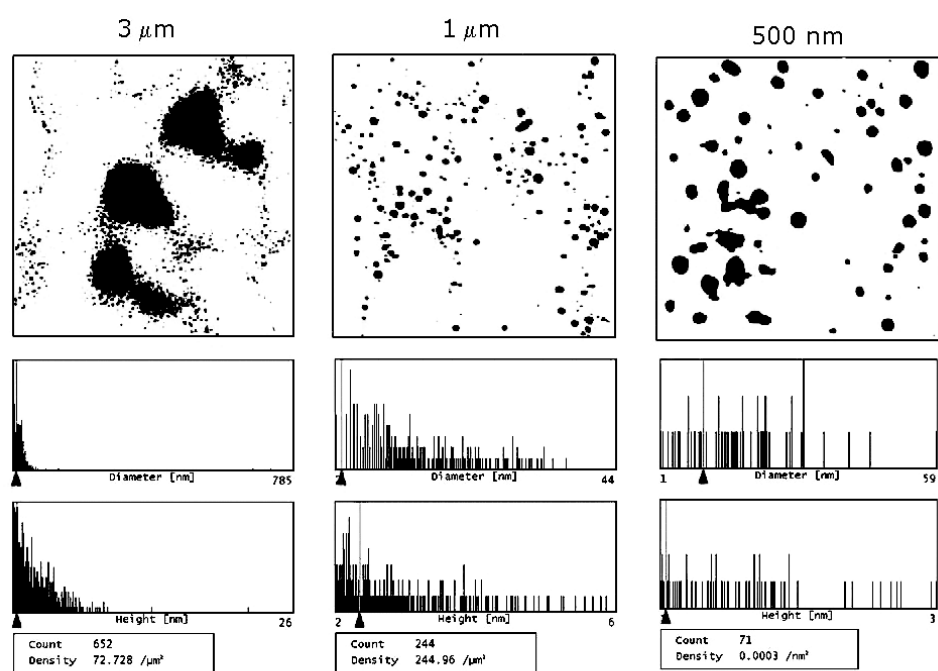 3 μm
1 μm
500 nm
Diameter [nm] 785
Diameter [nm] 44
1 Diameter [nm] 59
Height [nm] 26
2 Height [nm] 6
Height [nm] 3
Count 652
Density 72.728 /μm²
Count 244
Density 244.96 /μm²
Count 71
Density 0.0003 /nm²